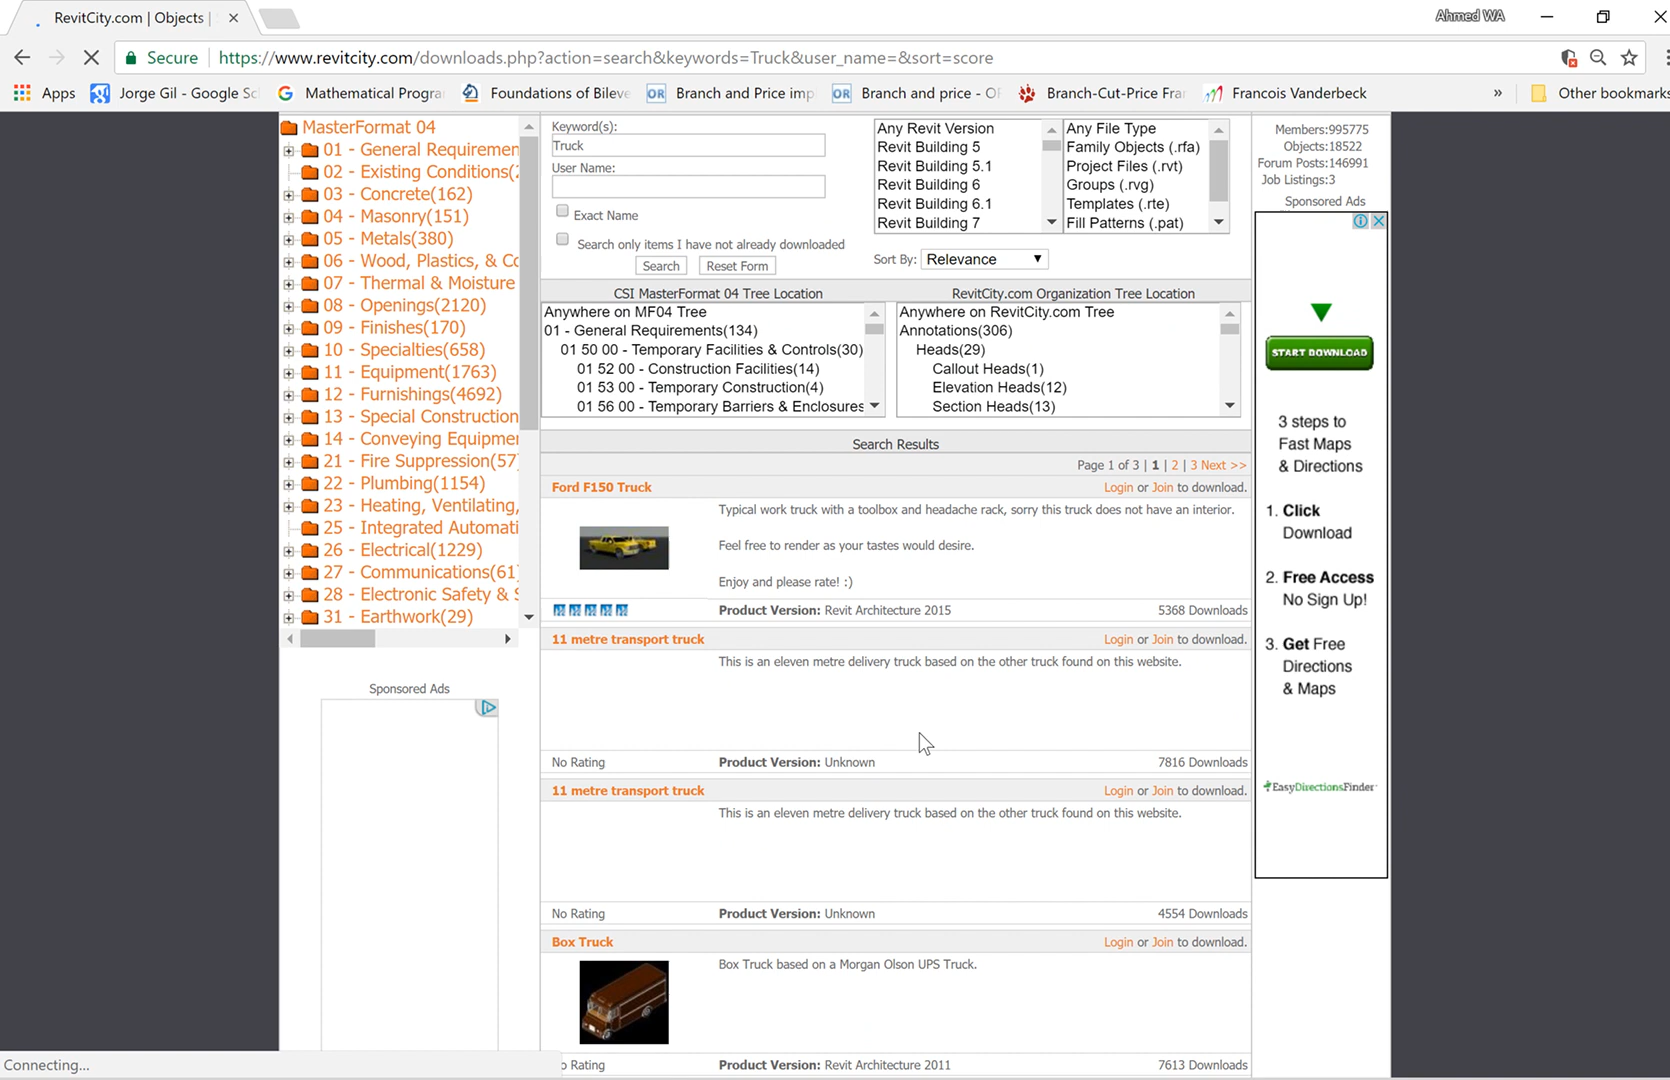 RevitCity.com | Objects |
Ahmed WA
Secure
https://www.revitcity.com/downloads.php?action=search&keywords=Truck&user_name=&sort=score
Apps
Jorge Gil - Google Sc
Mathematical Progra
Foundations of Bileve
OR
Branch and Price imp
OR
Branch and price - OF
Branch-Cut-Price Fra
Francois Vanderbeck
»
Other bookmarks
MasterFormat 04
01 - General Requiremen
02 - Existing Conditions(2
03 - Concrete(162)
04 - Masonry(151)
05 - Metals(380)
06 - Wood, Plastics, & Co
07 - Thermal & Moisture
08 - Openings(2120)
09 - Finishes(170)
10 - Specialties(658)
11 - Equipment(1763)
12 - Furnishings(4692)
13 - Special Construction
14 - Conveying Equipmer
21 - Fire Suppression(57)
22 - Plumbing(1154)
23 - Heating, Ventilating,
25 - Integrated Automati
26 - Electrical(1229)
27 - Communications(61)
28 - Electronic Safety & S
31 - Earthwork(29)
Sponsored Ads
Keyword(s):
Truck
User Name:
Exact Name
Search only items I have not already downloaded
Search
Reset Form
Any Revit Version
Revit Building 5
Revit Building 5.1
Revit Building 6
Revit Building 6.1
Revit Building 7
Any File Type
Family Objects (.rfa)
Project Files (.rvt)
Groups (.rvg)
Templates (.rte)
Fill Patterns (.pat)
Sort By:
Relevance
CSI MasterFormat 04 Tree Location
Anywhere on MF04 Tree
01 - General Requirements(134)
01 50 00 - Temporary Facilities & Controls(30)
01 52 00 - Construction Facilities(14)
01 53 00 - Temporary Construction(4)
01 56 00 - Temporary Barriers & Enclosures
RevitCity.com Organization Tree Location
Anywhere on RevitCity.com Tree
Annotations(306)
Heads(29)
Callout Heads(1)
Elevation Heads(12)
Section Heads(13)
Search Results
Page 1 of 3 | 1 | 2 | 3 Next >>
Ford F150 Truck
Login or Join to download.
Typical work truck with a toolbox and headache rack, sorry this truck does not have an interior.
Feel free to render as your tastes would desire.
Enjoy and please rate! :)
Product Version: Revit Architecture 2015
5368 Downloads
11 metre transport truck
Login or Join to download.
This is an eleven metre delivery truck based on the other truck found on this website.
No Rating
Product Version: Unknown
7816 Downloads
11 metre transport truck
Login or Join to download.
This is an eleven metre delivery truck based on the other truck found on this website.
No Rating
Product Version: Unknown
4554 Downloads
Box Truck
Login or Join to download.
Box Truck based on a Morgan Olson UPS Truck.
o Rating
Product Version: Revit Architecture 2011
7613 Downloads
Members:995775
Objects:18522
Forum Posts:146991
Job Listings:3
Sponsored Ads
START DOWNLOAD
3 steps to
Fast Maps
& Directions
1. Click
Download
2. Free Access
No Sign Up!
3. Get Free
Directions
& Maps
EasyDirectionsFinder
Connecting...